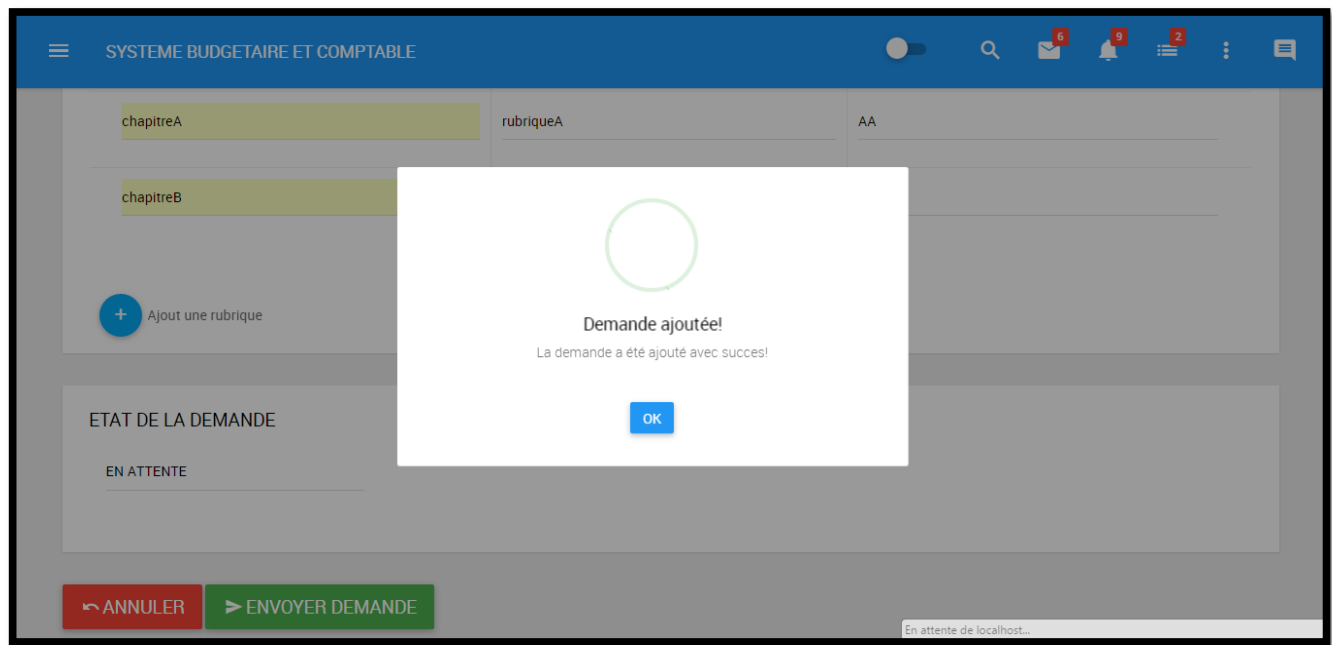 SYSTEME BUDGETAIRE ET COMPTABLE
6
9
2
chapitreA rubriqueA AA
chapitreB
+ Ajout une rubrique
Demande ajoutée!
La demande a été ajouté avec succes!
OK
ETAT DE LA DEMANDE
EN ATTENTE
ANNULER ENVOYER DEMANDE
En attente de localhost...